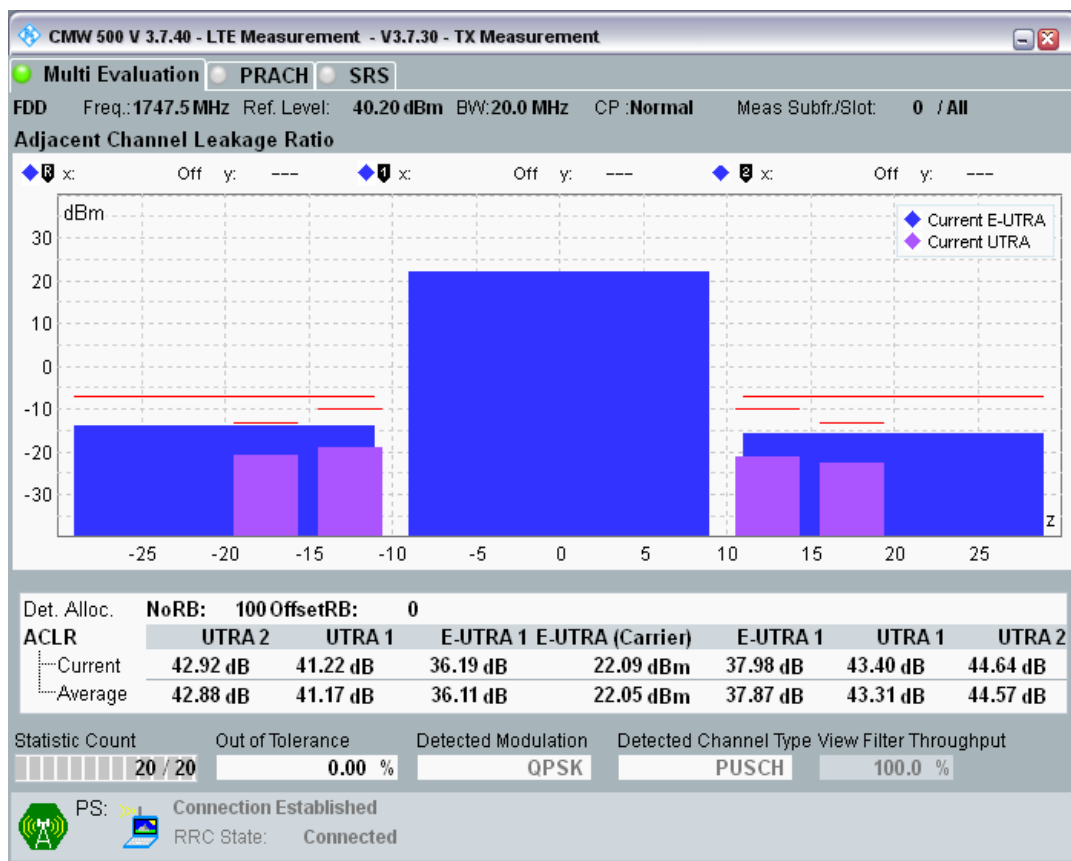 CMW 500 V 3.7.40 - LTE Measurement - V3.7.30 - TX Measurement
Multi Evaluation PRACH SRS
FDD Freq.:1747.5 MHz Ref. Level: 40.20 dBm BW:20.0 MHz CP :Normal Meas Subfr./Slot: 0 / All
Adjacent Channel Leakage Ratio
R x: Off y: --- 1 x: Off y: --- 2 x: Off y: ---
dBm
Current E-UTRA
Current UTRA
30
20
10
0
-10
-20
-30
z
-25 -20 -15 -10 -5 0 5 10 15 20 25
Det. Alloc. NoRB: 100 OffsetRB: 0
ACLR UTRA 2 UTRA 1 E-UTRA 1 E-UTRA (Carrier) E-UTRA 1 UTRA 1 UTRA 2
Current 42.92 dB 41.22 dB 36.19 dB 22.09 dBm 37.98 dB 43.40 dB 44.64 dB
Average 42.88 dB 41.17 dB 36.11 dB 22.05 dBm 37.87 dB 43.31 dB 44.57 dB
Statistic Count Out of Tolerance Detected Modulation Detected Channel Type View Filter Throughput
20 / 20 0.00 % QPSK PUSCH 100.0 %
PS: Connection Established
RRC State: Connected